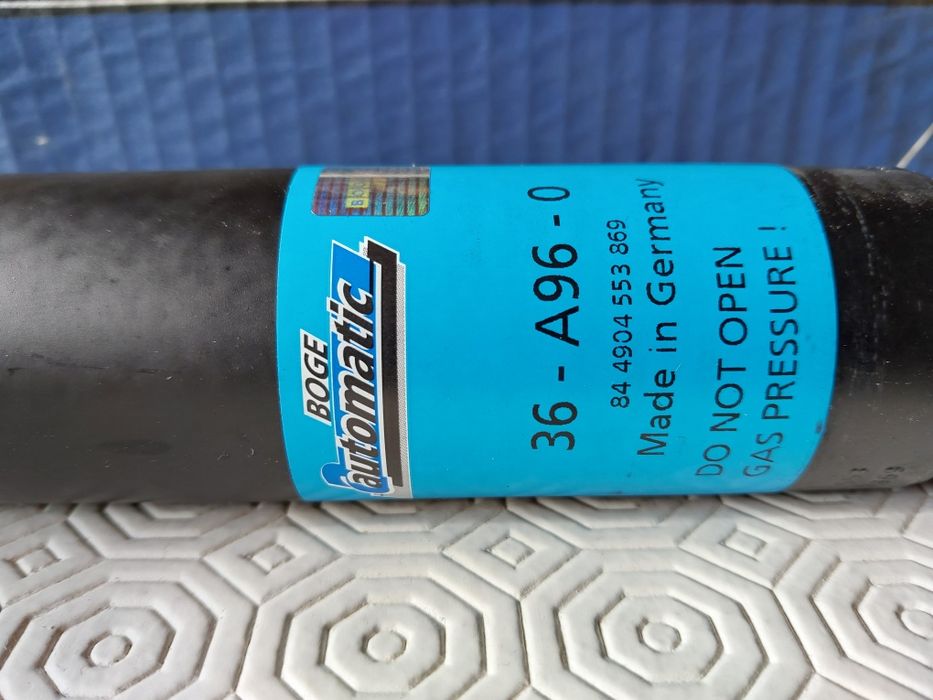 BOGE
automatic
36 - A96 - 0
84 4904 553 869
Made in Germany
DO NOT OPEN
GAS PRESSURE !